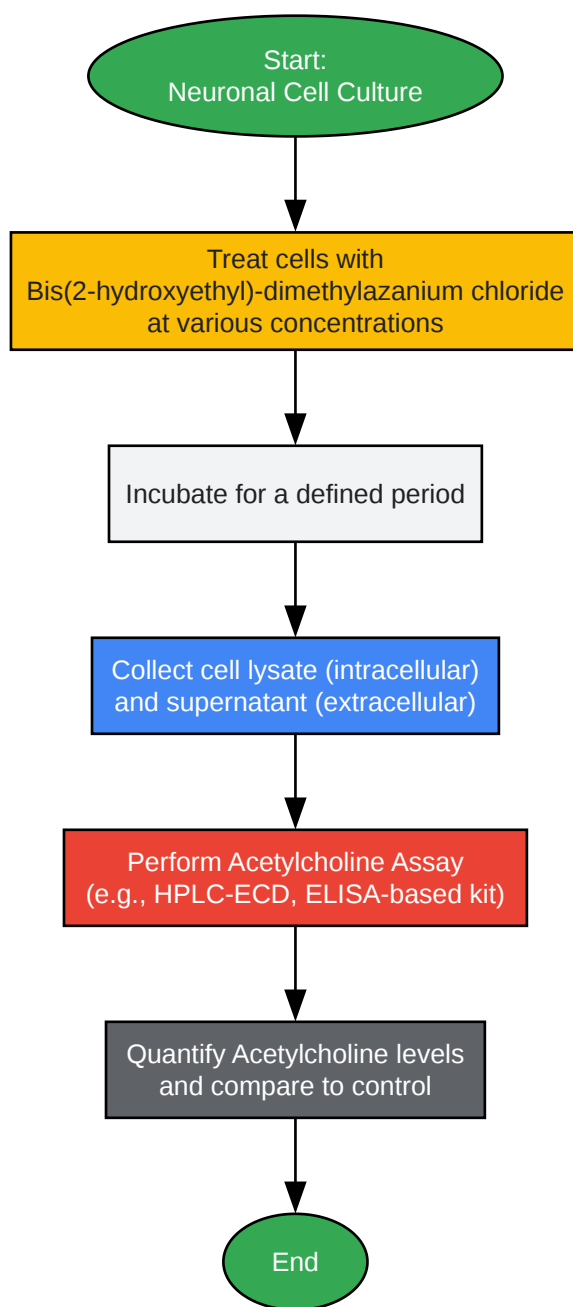 Start:
Neuronal Cell Culture
Treat cells with
Bis(2-hydroxyethyl)-dimethylazanium chloride
at various concentrations
Incubate for a defined period
Collect cell lysate (intracellular)
and supernatant (extracellular)
Perform Acetylcholine Assay
(e.g., HPLC-ECD, ELISA-based kit)
Quantify Acetylcholine levels
and compare to control
End